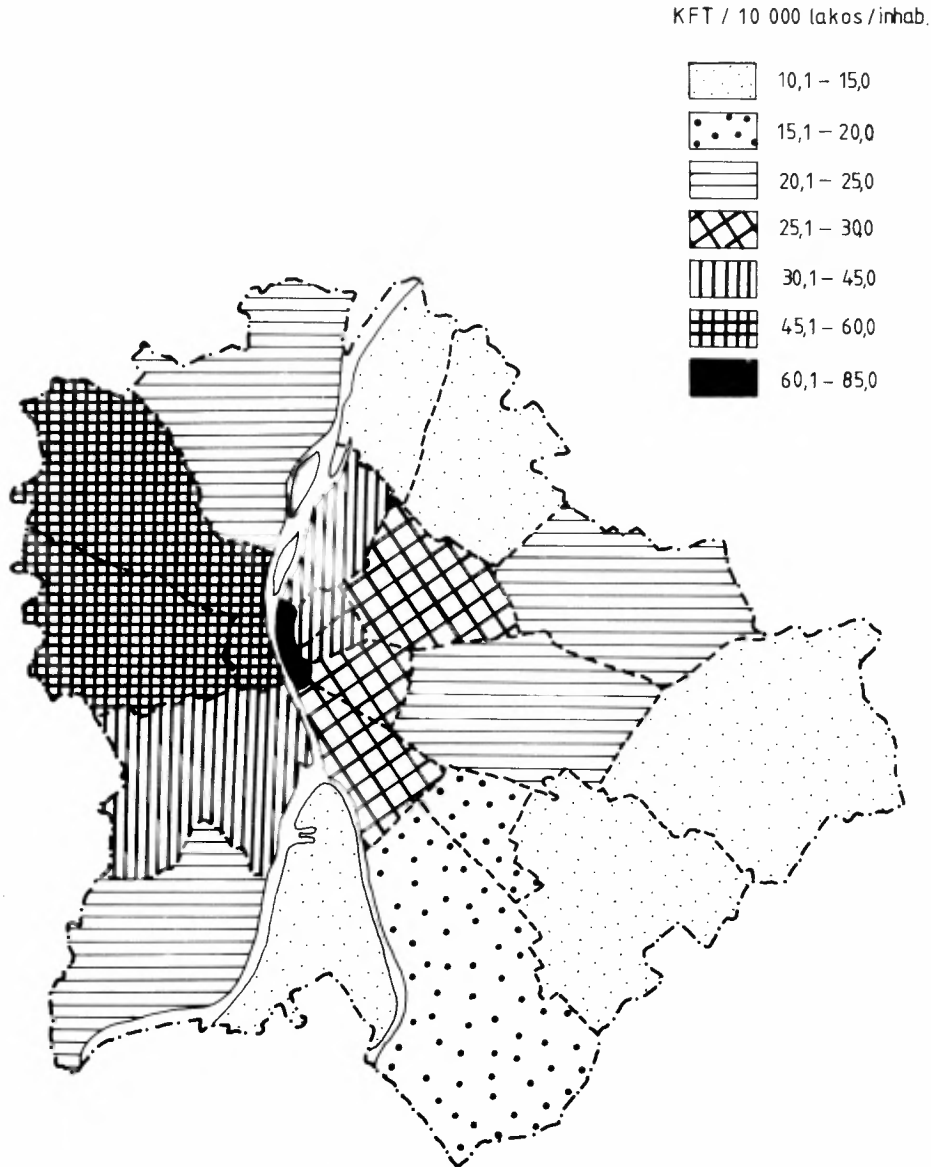 KFT / 10 000 lakos/inhab.
10,1 – 15,0
15,1 – 20,0
20,1 – 25,0
25,1 – 30,0
30,1 – 45,0
45,1 – 60,0
60,1 – 85,0